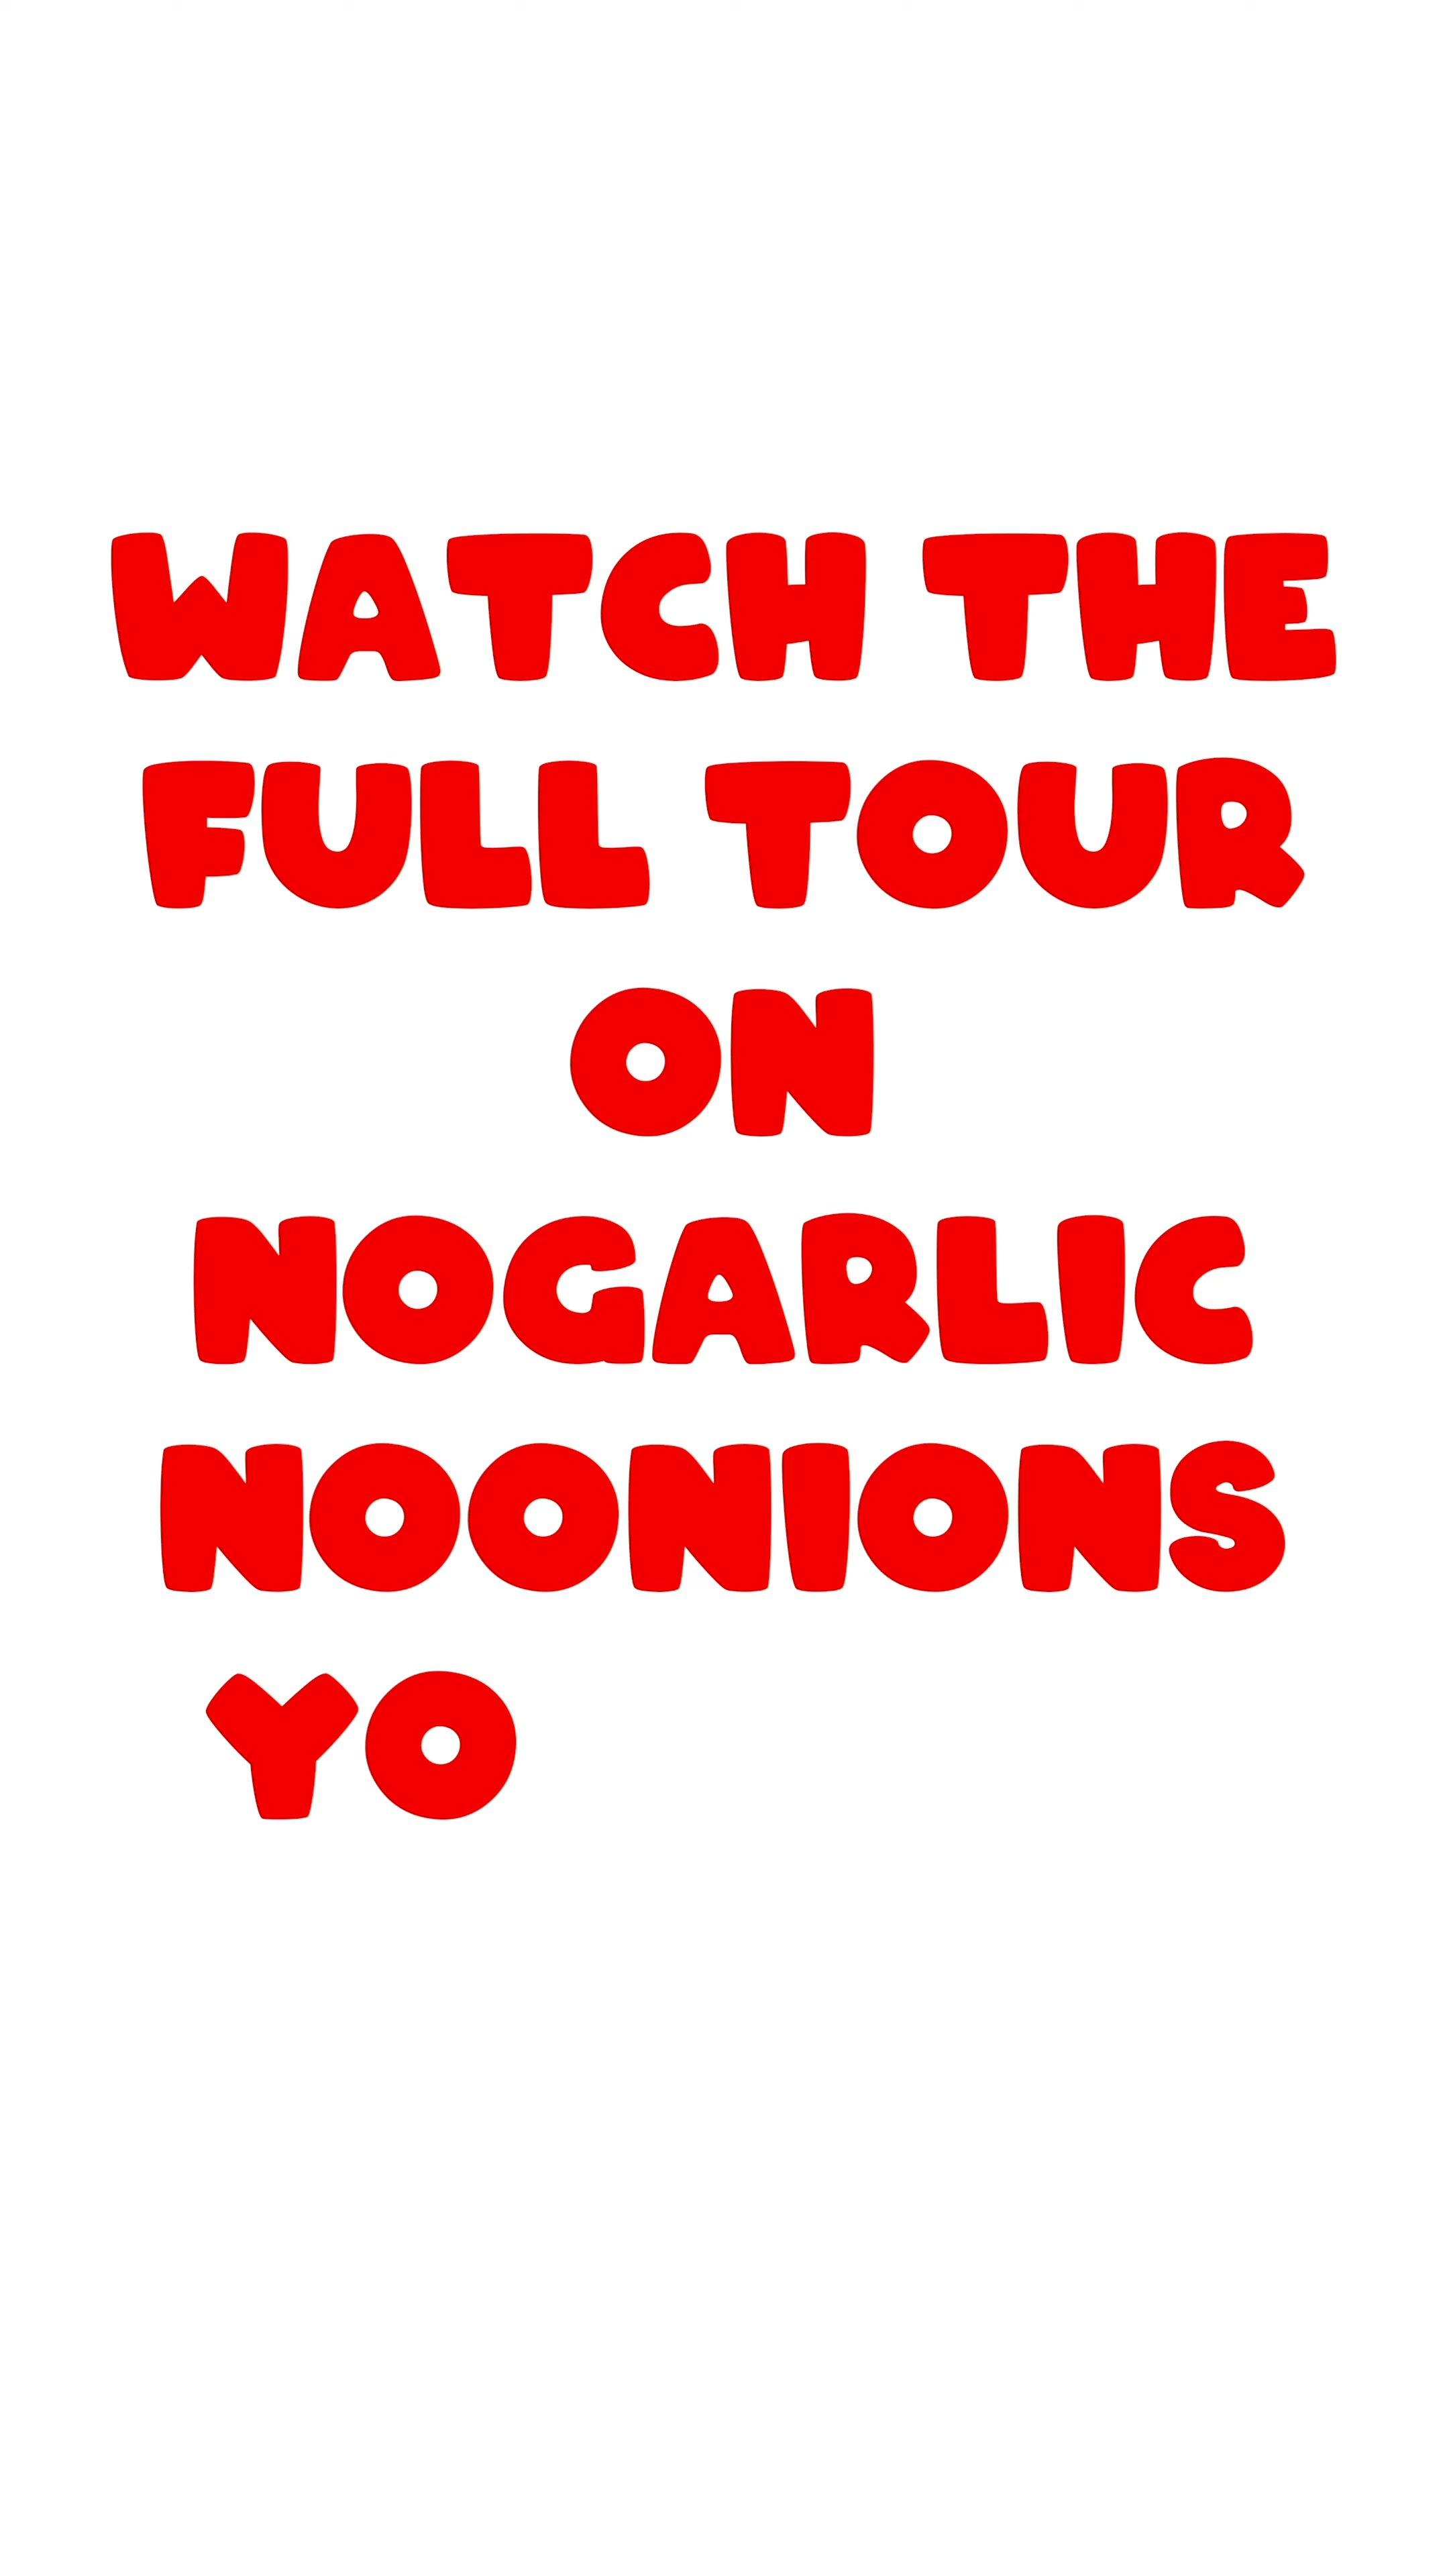 WATCH THE
FULL TOUR
ON
NOGARLIC
NOONIONS
YO